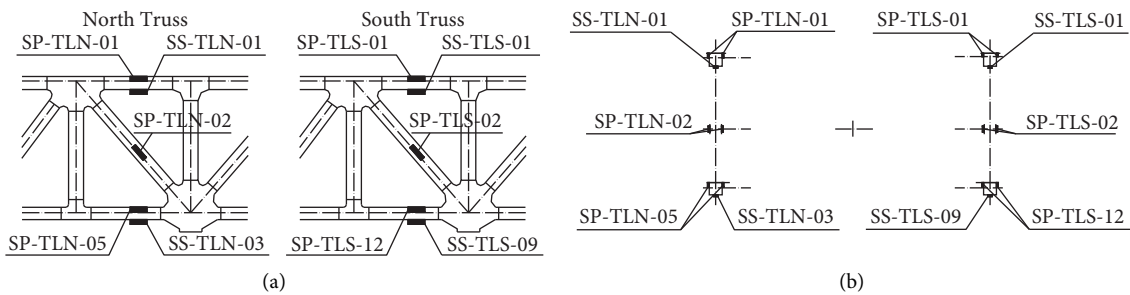 North Truss
SP-TLN-01 SS-TLN-01
SP-TLN-02
SP-TLN-05 SS-TLN-03
South Truss
SP-TLS-01 SS-TLS-01
SP-TLS-02
SP-TLS-12 SS-TLS-09
(a)
SS-TLN-01 SP-TLN-01
SP-TLN-02
SP-TLN-05 SS-TLN-03
SP-TLS-01 SS-TLS-01
SP-TLS-02
SS-TLS-09 SP-TLS-12
(b)